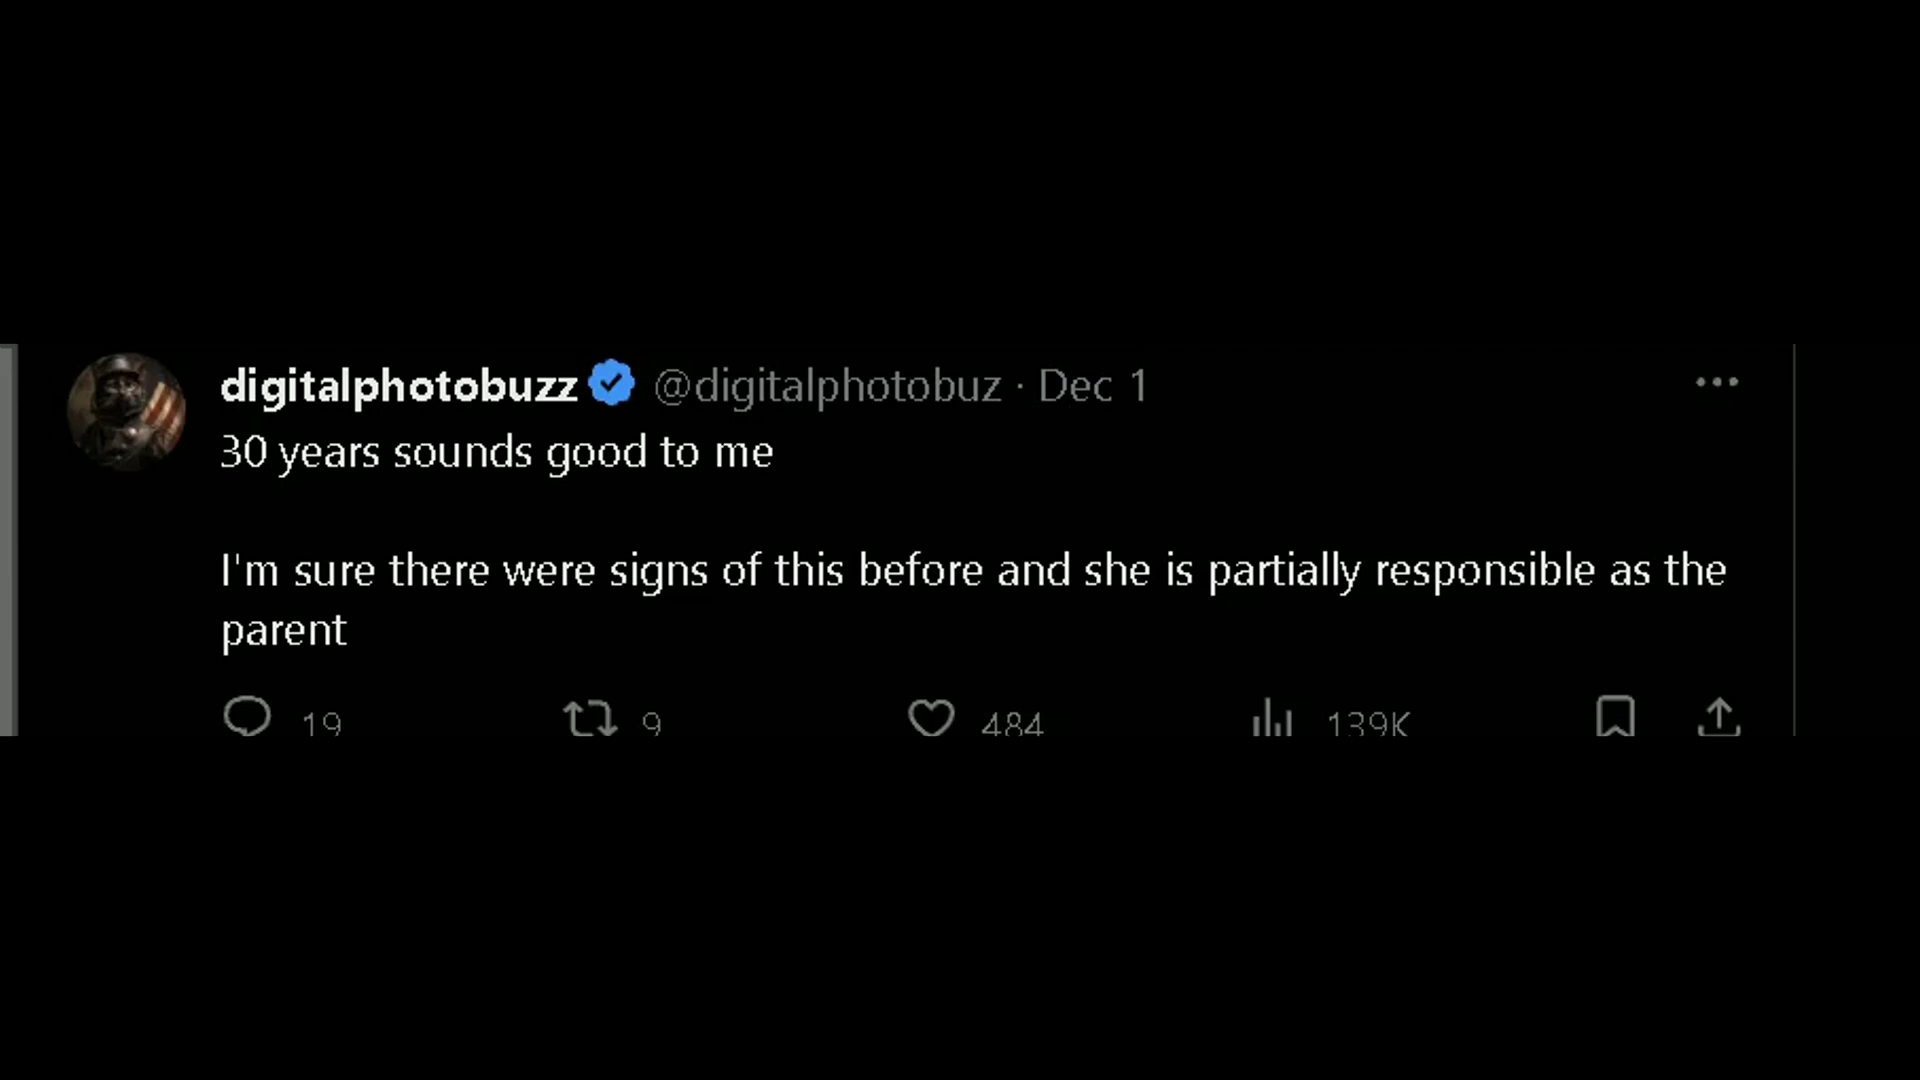 digitalphotobuzz @digitalphotobuz · Dec 1
30 years sounds good to me
I'm sure there were signs of this before and she is partially responsible as the
parent
19 9 484 139K